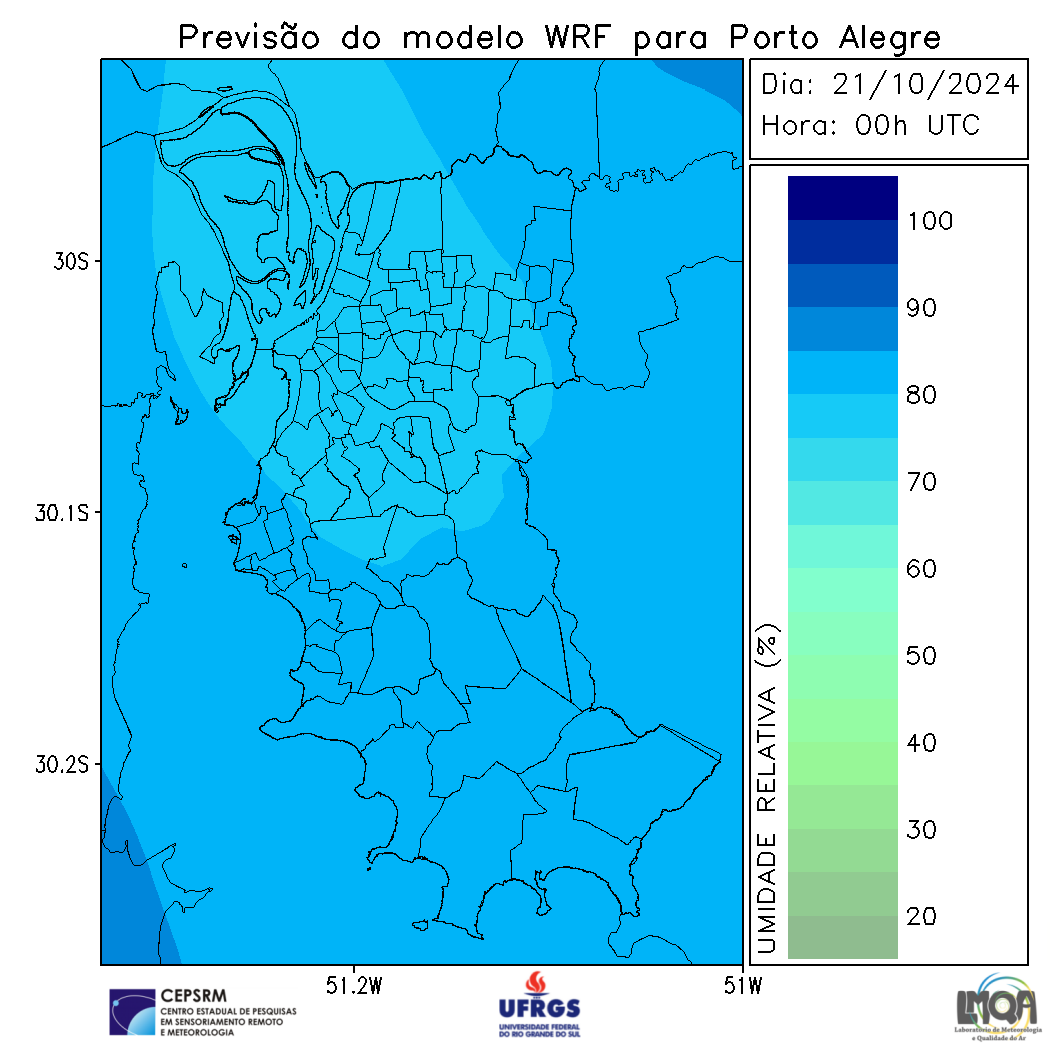 Previsão do modelo WRF para Porto Alegre
Dia: 21/10/2024
Hora: 00h UTC
30S
30.1S
30.2S
51.2W
51W
UMIDADE RELATIVA (%)
100
90
80
70
60
50
40
30
20
CEPSRM
CENTRO ESTADUAL DE PESQUISAS
EM SENSORIAMENTO REMOTO
E METEOROLOGIA
UFRGS
UNIVERSIDADE FEDERAL
DO RIO GRANDE DO SUL
LMQA
Laboratório de Meteorologia
e Qualidade do Ar